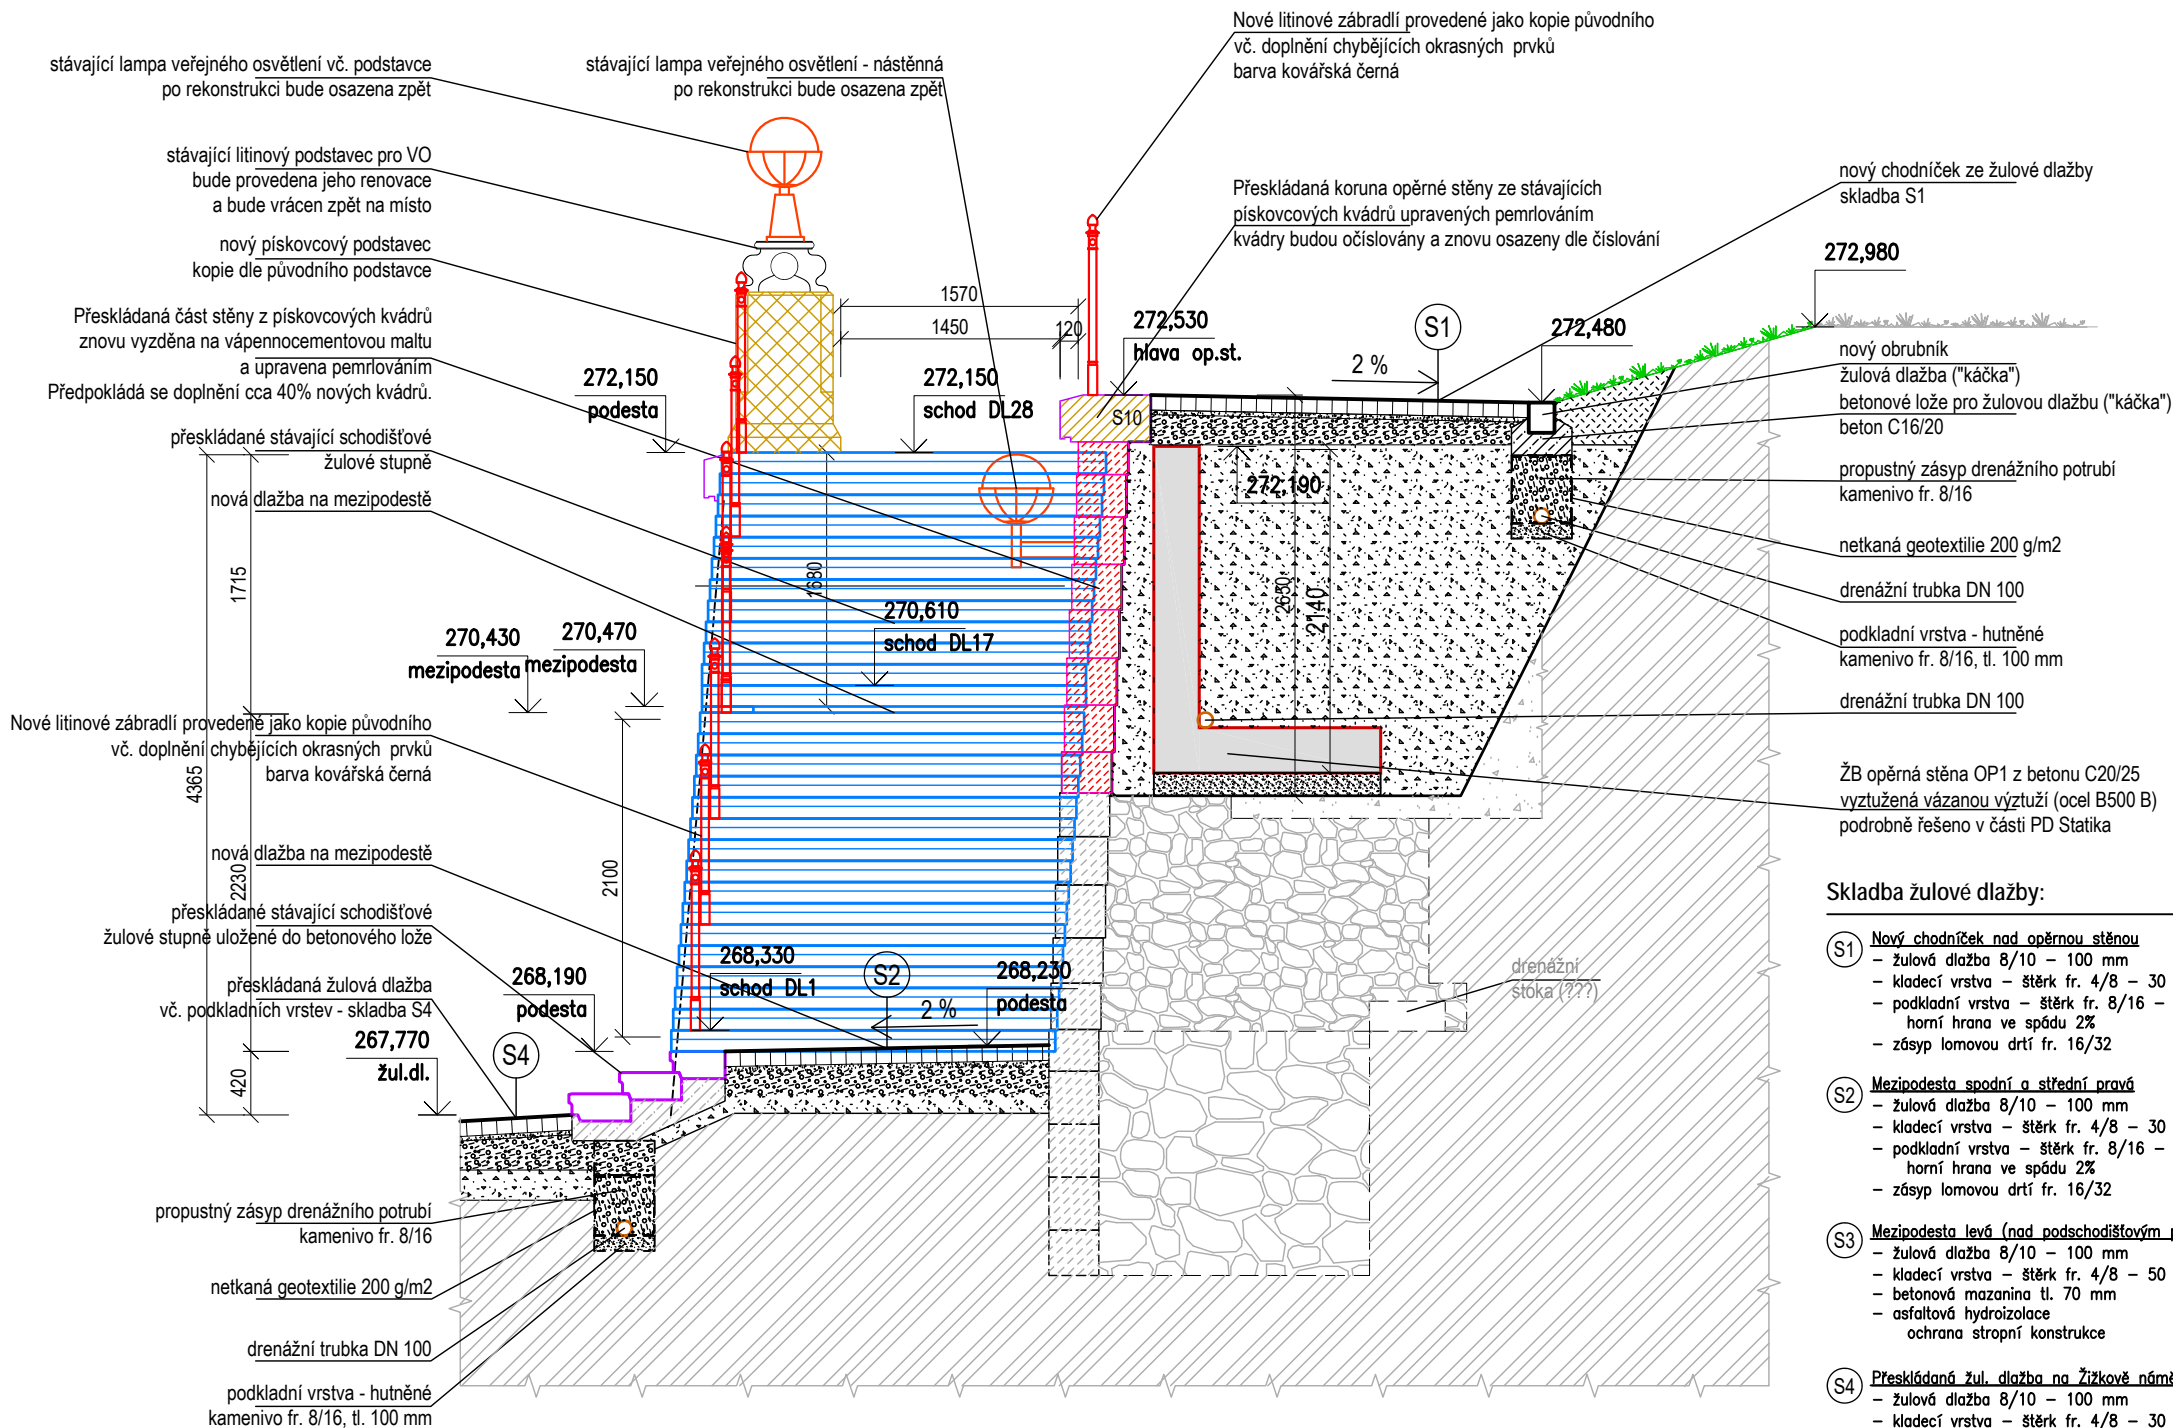 Nové litinové zábradlí provedené jako kopie původního
vč. doplnění chybějících okrasných prvků
barva kovářská černá
stávající lampa veřejného osvětlení vč. podstavce
po rekonstrukci bude osazena zpět
stávající lampa veřejného osvětlení - nástěnná
po rekonstrukci bude osazena zpět
stávající litinový podstavec pro VO
bude provedena jeho renovace
a bude vrácen zpět na místo
nový pískovcový podstavec
kopie dle původního podstavce
Přeskládaná část stěny z pískovcových kvádrů
znovu vyzděna na vápennocementovou maltu
a upravena pemrlováním
Předpokládá se doplnění cca 40% nových kvádrů.
přeskládané stávající schodišťové
žulové stupně
nová dlažba na mezipodestě
Přeskládaná koruna opěrné stěny ze stávajících
pískovcových kvádrů upravených pemrlováním
kvádry budou očíslovány a znovu osazeny dle číslování
nový chodníček ze žulové dlažby
skladba S1
272,980
1570
1450
120
272,530
hlava op.st.
S1
2 %
272,480
272,150
podesta
272,150
schod DL28
S10
272,190
nový obrubník
žulová dlažba ("káčka")
betonové lože pro žulovou dlažbu ("káčka")
beton C16/20
propustný zásyp drenážního potrubí
kamenivo fr. 8/16
netkaná geotextilie 200 g/m2
drenážní trubka DN 100
podkladní vrstva - hutněné
kamenivo fr. 8/16, tl. 100 mm
drenážní trubka DN 100
ŽB opěrná stěna OP1 z betonu C20/25
vyztužená vázanou výztuží (ocel B500 B)
podrobně řešeno v části PD Statika
1715
1680
2650
2140
270,610
schod DL17
270,430
mezipodesta
270,470
mezipodesta
Nové litinové zábradlí provedené jako kopie původního
vč. doplnění chybějících okrasných prvků
barva kovářská černá
4365
2230
2100
420
nová dlažba na mezipodestě
přeskládané stávající schodišťové
žulové stupně uložené do betonového lože
přeskládaná žulová dlažba
vč. podkladních vrstev - skladba S4
267,770
žul.dl.
S4
268,190
podesta
268,330
schod DL1
S2
2 %
268,230
podesta
drenážní
stoka (???)
propustný zásyp drenážního potrubí
kamenivo fr. 8/16
netkaná geotextilie 200 g/m2
drenážní trubka DN 100
podkladní vrstva - hutněné
kamenivo fr. 8/16, tl. 100 mm
Skladba žulové dlažby:
S1 Nový chodníček nad opěrnou stěnou
- žulová dlažba 8/10 - 100 mm
- kladecí vrstva - štěrk fr. 4/8 - 30
- podkladní vrstva - štěrk fr. 8/16 -
horní hrana ve spádu 2%
- zásyp lomovou drtí fr. 16/32
S2 Mezipodesta spodní a střední pravá
- žulová dlažba 8/10 - 100 mm
- kladecí vrstva - štěrk fr. 4/8 - 30
- podkladní vrstva - štěrk fr. 8/16 -
horní hrana ve spádu 2%
- zásyp lomovou drtí fr. 16/32
S3 Mezipodesta levá (nad podschodišťovým
- žulová dlažba 8/10 - 100 mm
- kladecí vrstva - štěrk fr. 4/8 - 50
- betonová mazanina tl. 70 mm
- asfaltová hydroizolace
ochrana stropní konstrukce
S4 Přeskládaná žul. dlažba na Žižkově
- žulová dlažba 8/10 - 100 mm
- kladecí vrstva - štěrk fr. 4/8 - 30